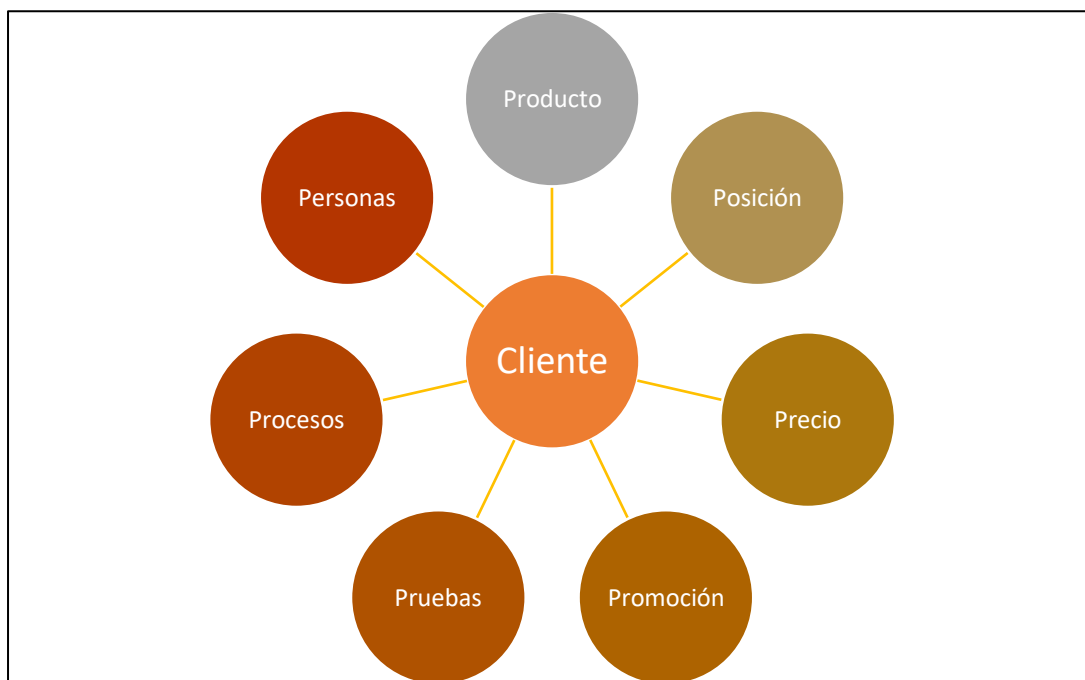 Producto
Posición
Precio
Promoción
Pruebas
Procesos
Personas
Cliente